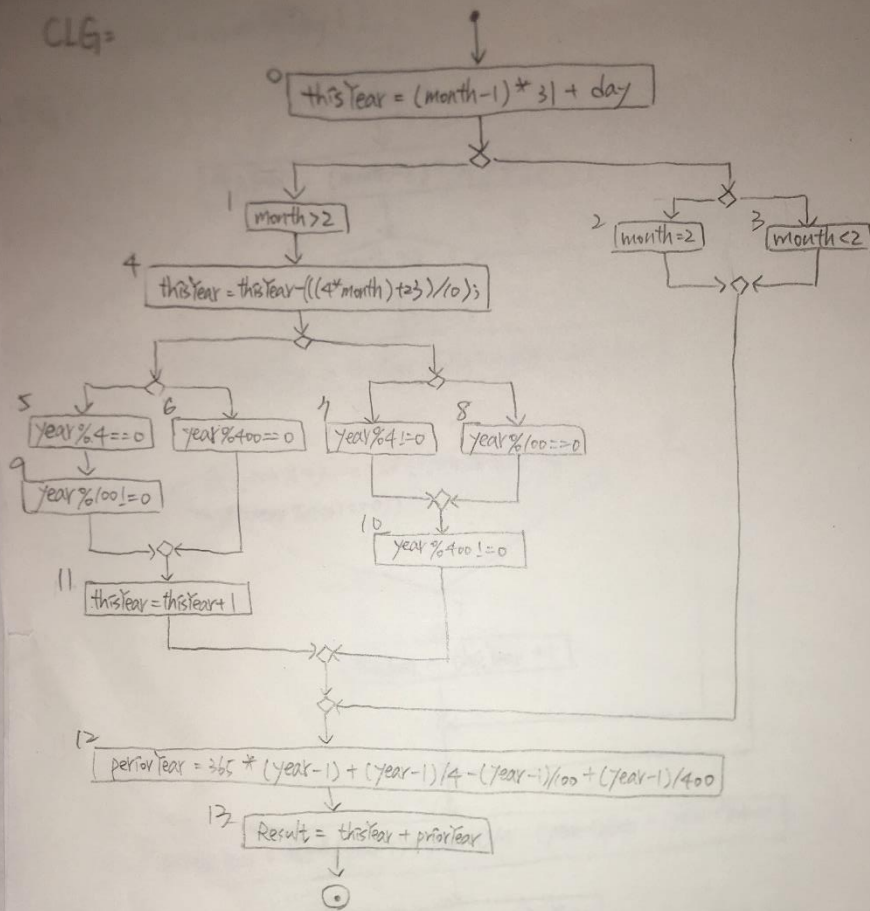 CLG=
0
thisYear = (month-1) * 31 + day
1
month>2
2
month=2
3
month<2
4
thisYear=thisYear-(((4*month)+23)/10);
5
year%4==0
6
year%400==0
7
year%4!=0
8
year%100==0
9
year%100!=0
10
year%400!=0
11
thisYear=thisYear+1
12
periorYear=365*(year-1)+(year-1)/4-(year-1)/100+(year-1)/400
13
Result= thisYear+priorYear